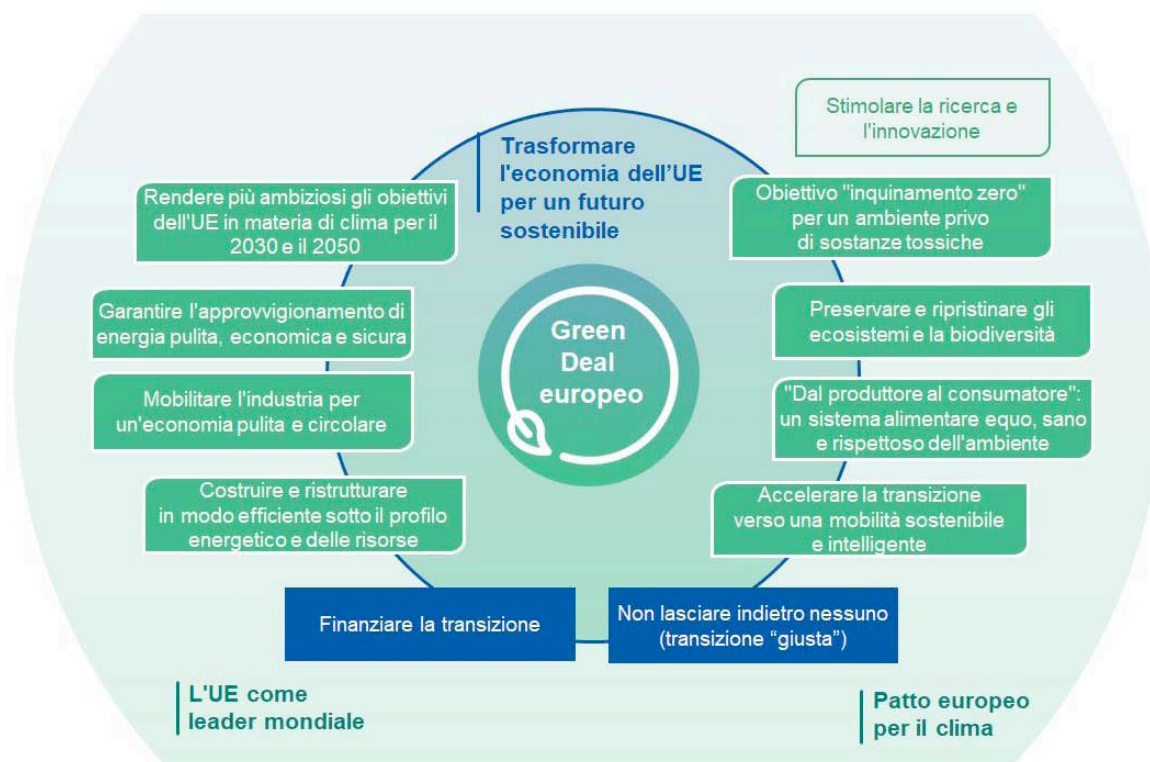 Stimolare la ricerca e
l'innovazione
Trasformare
l'economia dell'UE
per un futuro
sostenibile
Rendere più ambiziosi gli obiettivi
dell'UE in materia di clima per il
2030 e il 2050
Obiettivo "inquinamento zero"
per un ambiente privo
di sostanze tossiche
Garantire l'approvvigionamento di
energia pulita, economica e sicura
Preservare e ripristinare gli
ecosistemi e la biodiversità
Green
Deal
europeo
Mobilitare l'industria per
un'economia pulita e circolare
"Dal produttore al consumatore":
un sistema alimentare equo, sano
e rispettoso dell'ambiente
Costruire e ristrutturare
in modo efficiente sotto il profilo
energetico e delle risorse
Accelerare la transizione
verso una mobilità sostenibile
e intelligente
Finanziare la transizione
Non lasciare indietro nessuno
(transizione “giusta”)
L'UE come
leader mondiale
Patto europeo
per il clima